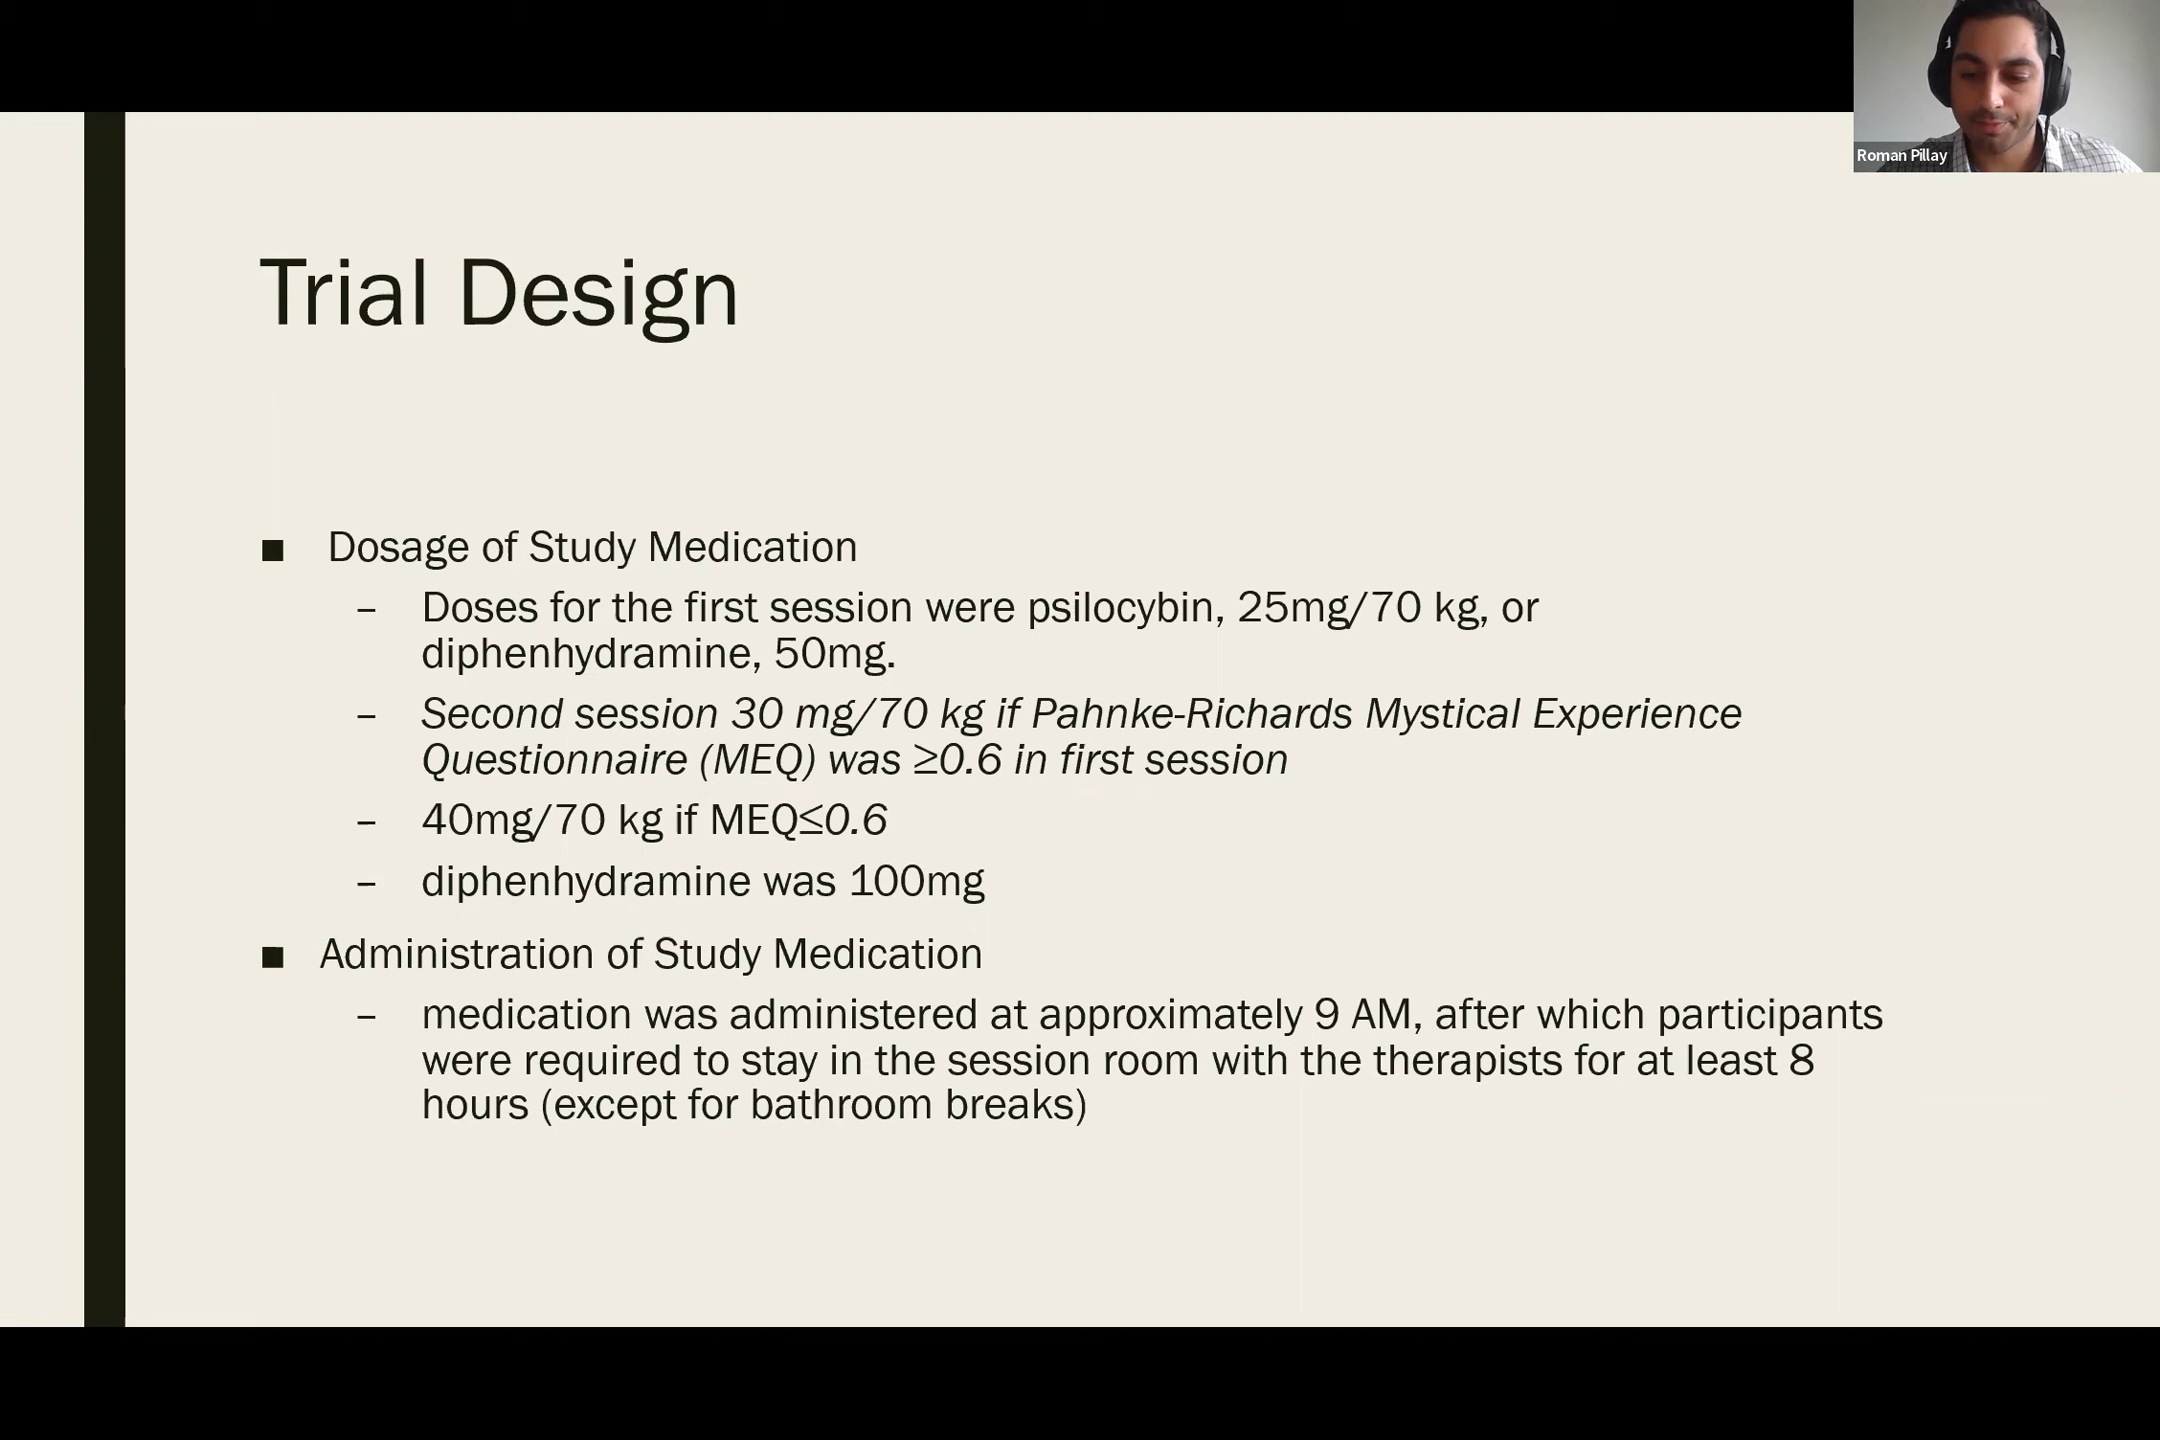 Roman Pillay
Trial Design
■ Dosage of Study Medication
– Doses for the first session were psilocybin, 25mg/70 kg, or
diphenhydramine, 50mg.
– Second session 30 mg/70 kg if Pahnke-Richards Mystical Experience
Questionnaire (MEQ) was ≥0.6 in first session
– 40mg/70 kg if MEQ≤0.6
– diphenhydramine was 100mg
■ Administration of Study Medication
– medication was administered at approximately 9 AM, after which participants
were required to stay in the session room with the therapists for at least 8
hours (except for bathroom breaks)